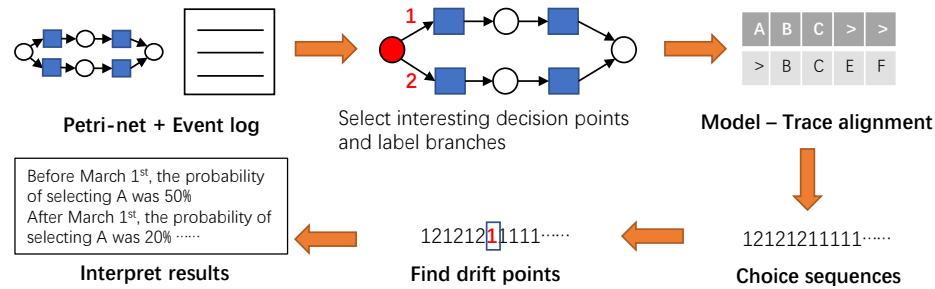 1
2
A B C > >
> B C E F
Petri-net + Event log
Select interesting decision points
and label branches
Model – Trace alignment
Before March 1st, the probability
of selecting A was 50%
After March 1st, the probability of
selecting A was 20% ⋯⋯
121212111111⋯⋯
12121211111⋯⋯
Interpret results
Find drift points
Choice sequences